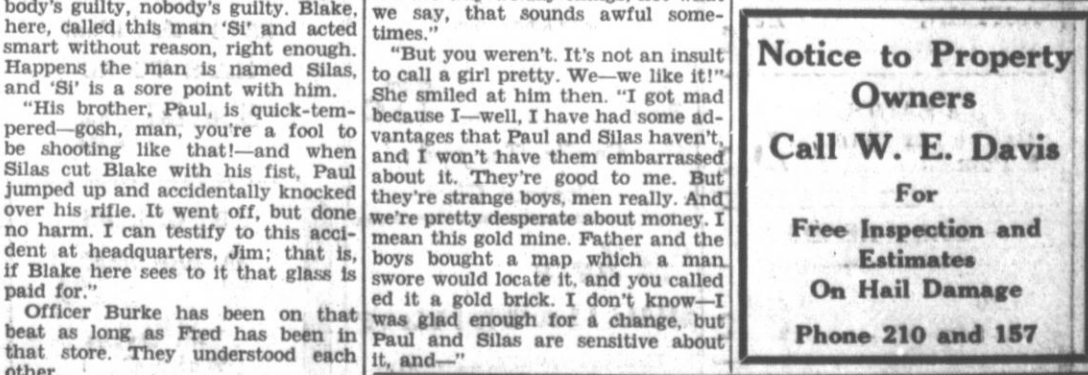 body's guilty, nobody's guilty. Blake,
here, called this man 'Si' and acted
smart without reason, right enough.
Happens the man is named Silas,
and 'Si' is a sore point with him.
"His brother, Paul, is quick-tem-
pered—gosh, man, you're a fool to
be shooting like that!—and when
Silas cut Blake with his fist, Paul
jumped up and accidentally knocked
over his rifle. It went off, but done
no harm. I can testify to this acci-
dent at headquarters, Jim; that is,
if Blake here sees to it that glass is
paid for."
Officer Burke has been on that
beat as long as Fred has been in
that store. They understood each
other
we say, that sounds awful some-
times."
"But you weren't. It's not an insult
to call a girl pretty. We—we like it!"
She smiled at him then. "I got mad
because I—well, I have had some ad-
vantages that Paul and Silas haven't,
and I won't have them embarrassed
about it. They're good to me. But
they're strange boys, men really. And
we're pretty desperate about money. I
mean this gold mine. Father and the
boys bought a map which a man
swore would locate it, and you called
ed it a gold brick. I don't know—I
was glad enough for a change, but
Paul and Silas are sensitive about
it, and—"
Notice to Property
Owners
Call W. E. Davis
For
Free Inspection and
Estimates
On Hail Damage
Phone 210 and 157